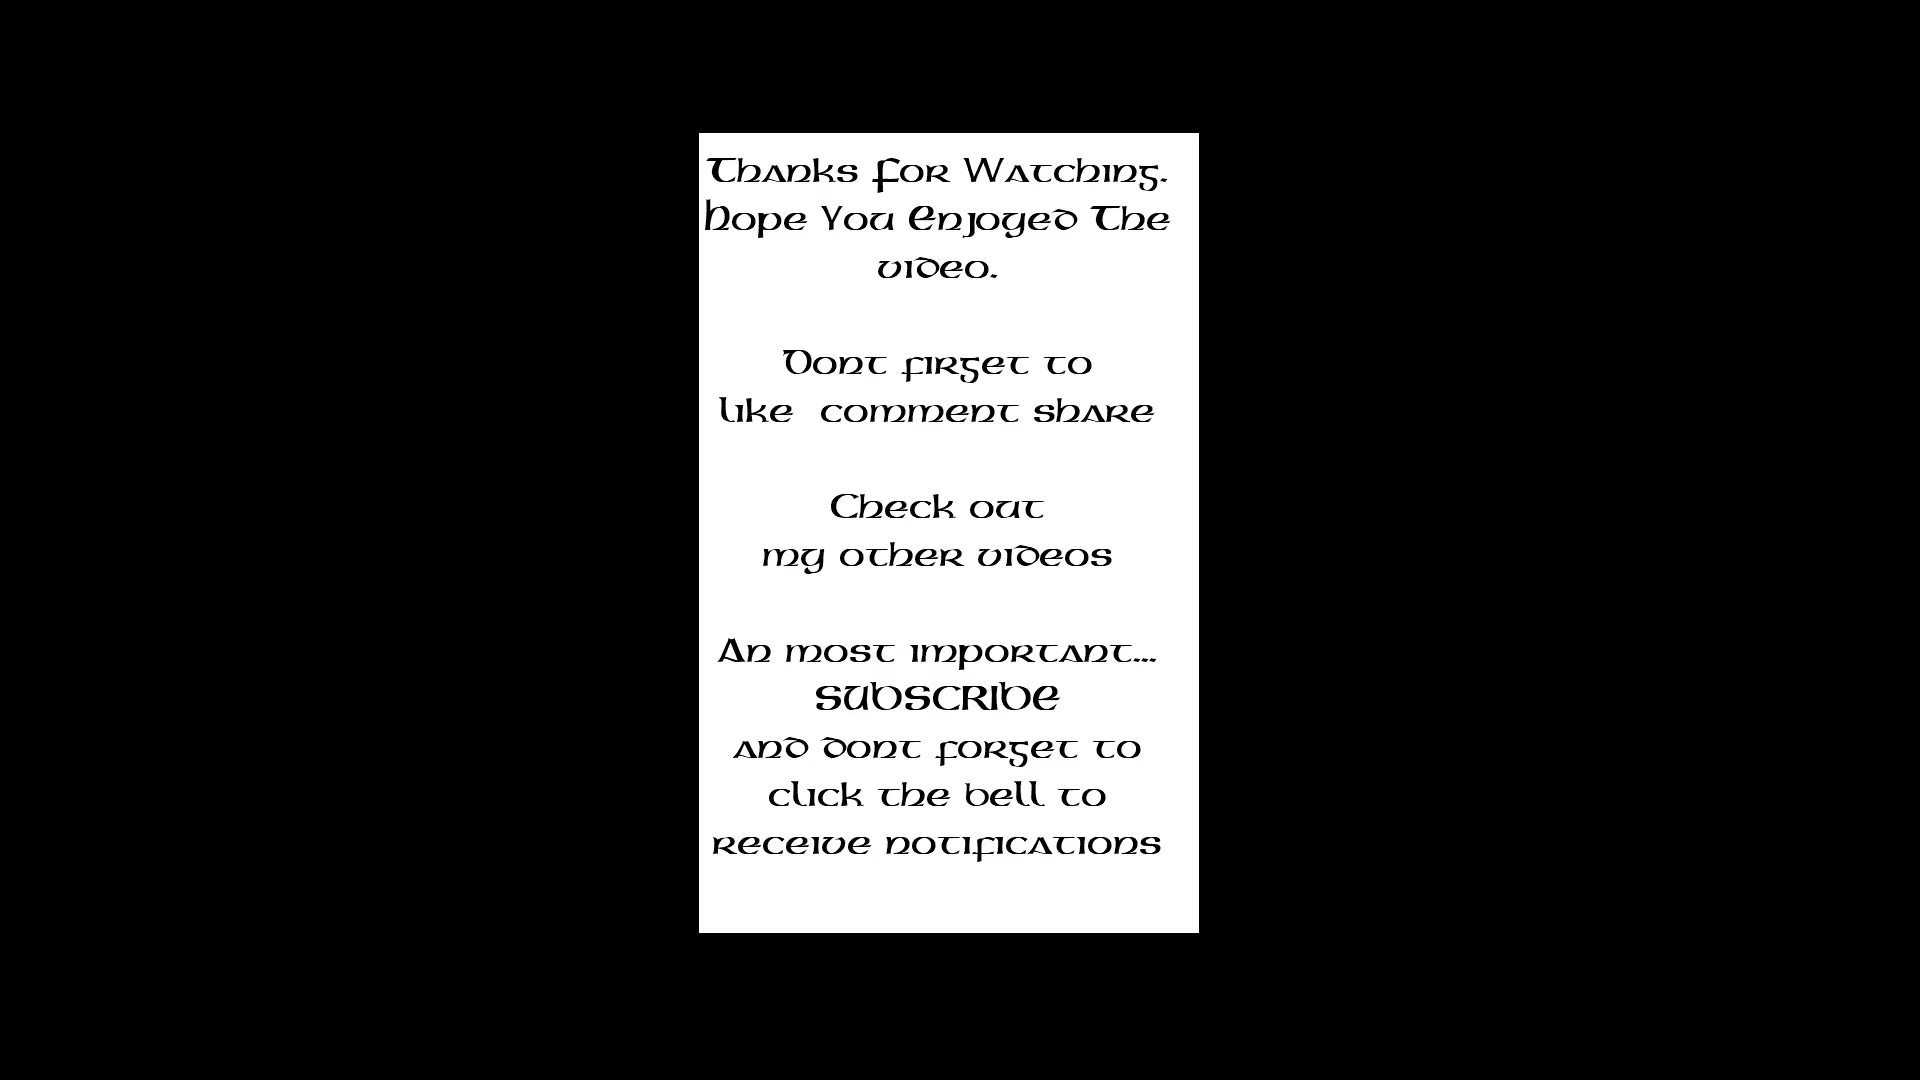 Thanks For Watching.
Hope You Enjoyed The
video.
Dont firget to
like  comment share
Check out
my other videos
An most important...
SUBSCRIBE
and dont forget to
click the bell to
receive notifications